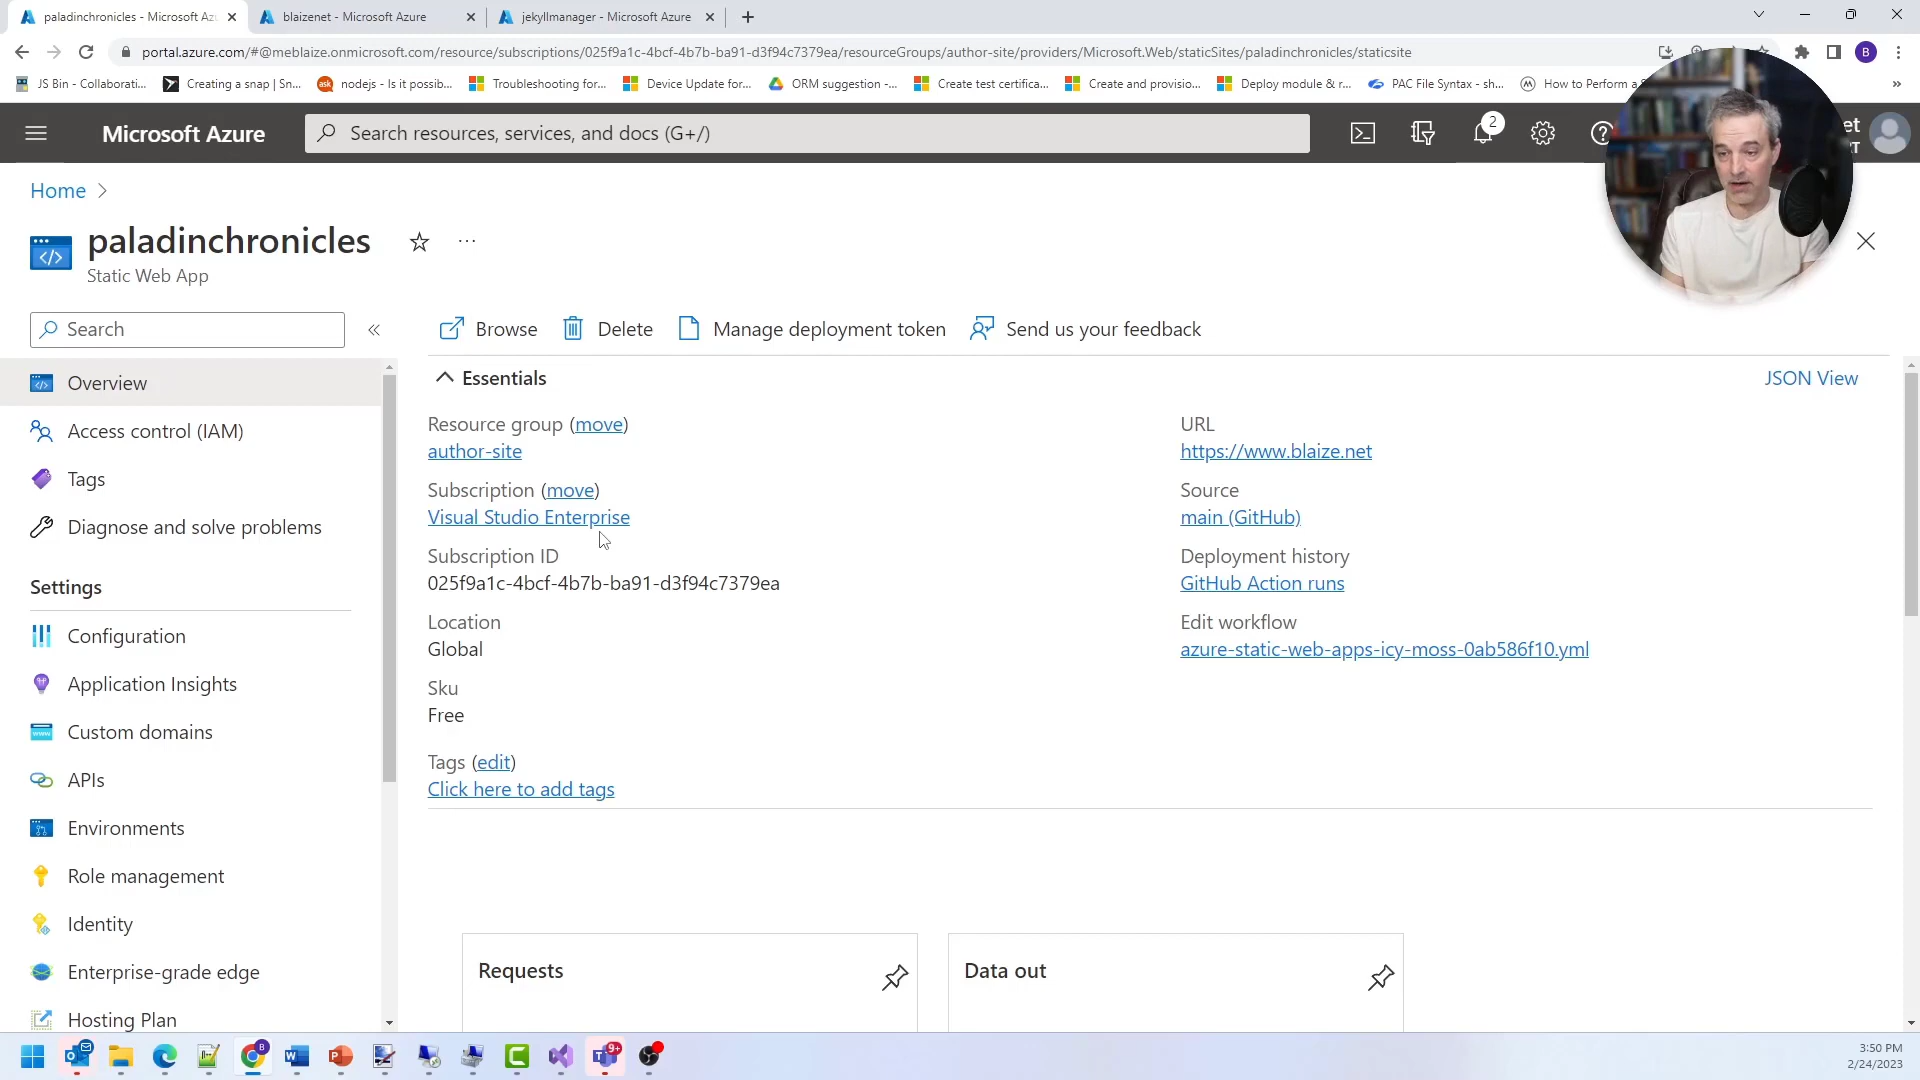 paladinchronicles - Microsoft Az
blaizenet - Microsoft Azure
jekyllmanager - Microsoft Azure
portal.azure.com/#@meblaize.onmicrosoft.com/resource/subscriptions/025f9a1c-4bcf-4b7b-ba91-d3f94c7379ea/resourceGroups/author-site/providers/Microsoft.Web/staticSites/paladinchronicles/staticsite
B
JS Bin - Collaborati...
Creating a snap | Sn...
ask
nodejs - Is it possib...
Troubleshooting for...
Device Update for...
ORM suggestion -...
Create test certifica...
Create and provisio...
Deploy module & r...
PAC File Syntax - sh...
How to Perform a
Microsoft Azure
Search resources, services, and docs (G+/)
2
et
Home
paladinchronicles
Static Web App
Search
Browse
Delete
Manage deployment token
Send us your feedback
Overview
Access control (IAM)
Tags
Diagnose and solve problems
Settings
Configuration
Application Insights
Custom domains
APIs
Environments
Role management
Identity
Enterprise-grade edge
Hosting Plan
Essentials
JSON View
Resource group (move)
author-site
Subscription (move)
Visual Studio Enterprise
Subscription ID
025f9a1c-4bcf-4b7b-ba91-d3f94c7379ea
Location
Global
Sku
Free
Tags (edit)
Click here to add tags
URL
https://www.blaize.net
Source
main (GitHub)
Deployment history
GitHub Action runs
Edit workflow
azure-static-web-apps-icy-moss-0ab586f10.yml
Requests
Data out
3:50 PM
2/24/2023